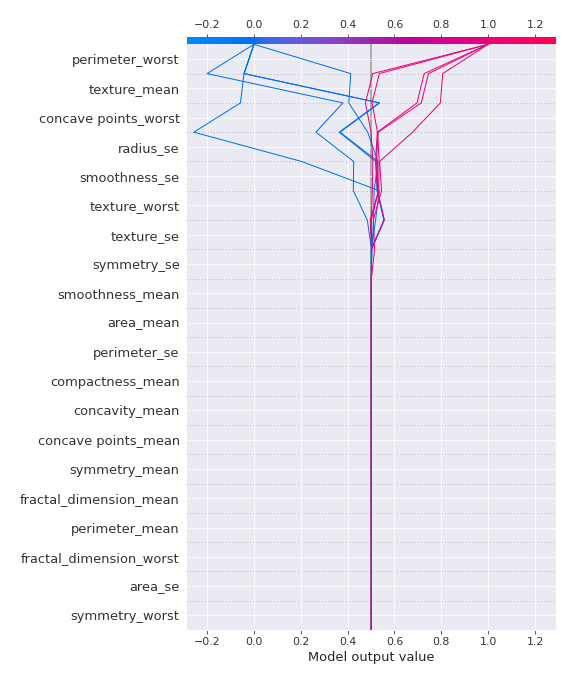 −0.2 0.0 0.2 0.4 0.6 0.8 1.0 1.2
perimeter_worst
texture_mean
concave points_worst
radius_se
smoothness_se
texture_worst
texture_se
symmetry_se
smoothness_mean
area_mean
perimeter_se
compactness_mean
concavity_mean
concave points_mean
symmetry_mean
fractal_dimension_mean
perimeter_mean
fractal_dimension_worst
area_se
symmetry_worst
−0.2 0.0 0.2 0.4 0.6 0.8 1.0 1.2
Model output value